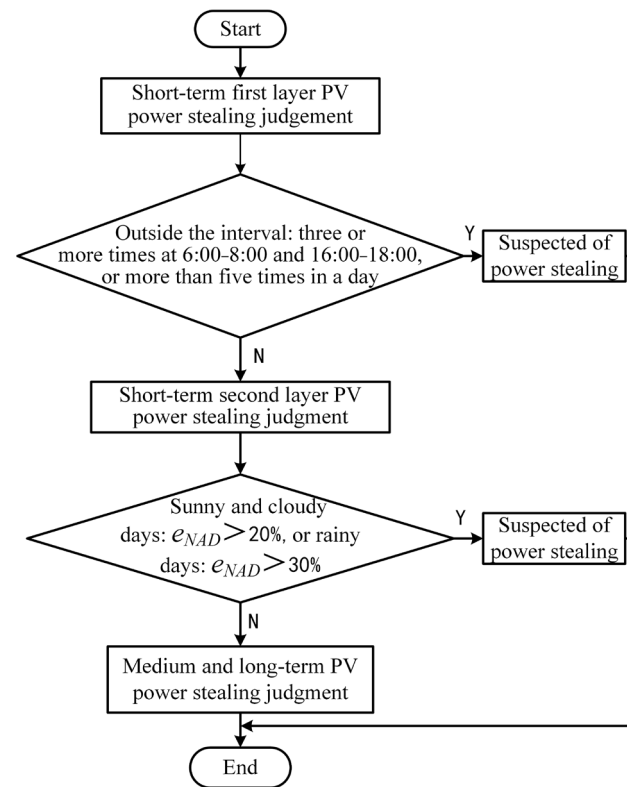 Start
Short-term first layer PV
power stealing judgement
Outside the interval: three or
more times at 6:00-8:00 and 16:00-18:00,
or more than five times in a day
Y
Suspected of
power stealing
N
Short-term second layer PV
power stealing judgment
Sunny and cloudy
days: e_NAD > 20%, or rainy
days: e_NAD > 30%
Y
Suspected of
power stealing
N
Medium and long-term PV
power stealing judgment
End